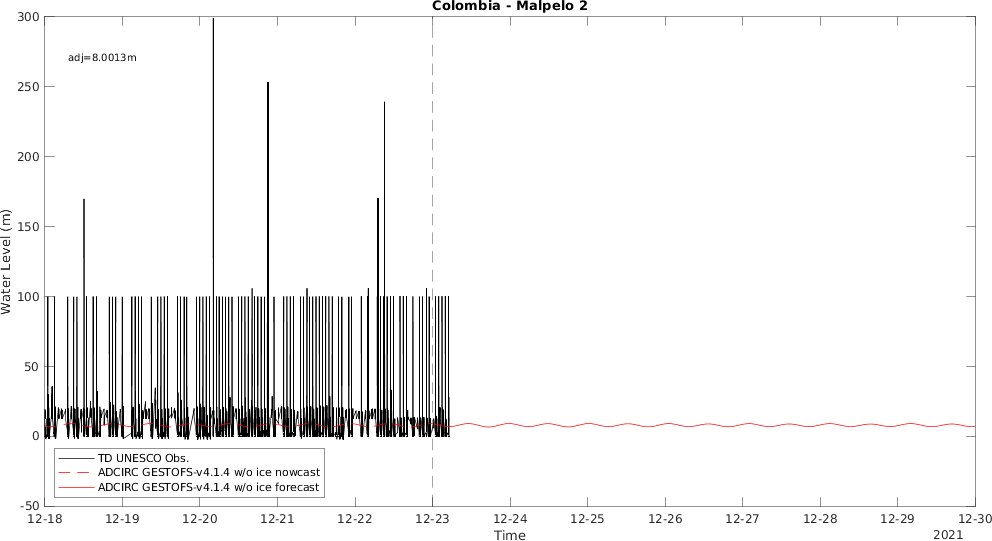 Colombia - Malpelo 2
300
adj=8.0013m
250
200
150
100
50
0
-50
Water Level (m)
TD UNESCO Obs.
ADCIRC GESTOFS-v4.1.4 w/o ice nowcast
ADCIRC GESTOFS-v4.1.4 w/o ice forecast
12-18 12-19 12-20 12-21 12-22 12-23 12-24 12-25 12-26 12-27 12-28 12-29 12-30
Time
2021